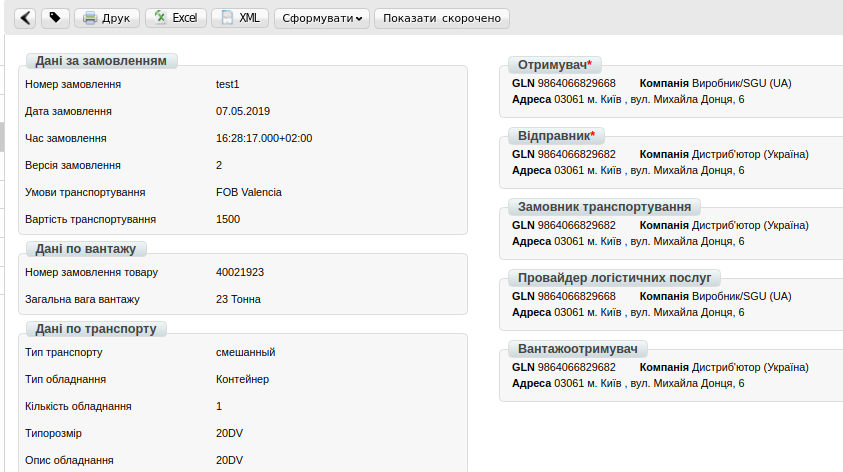 Друк Excel XML Сформувати Показати скорочено
Дані за замовленням
Номер замовлення test1
Дата замовлення 07.05.2019
Час замовлення 16:28:17.000+02:00
Версія замовлення 2
Умови транспортування FOB Valencia
Вартість транспортування 1500
Дані по вантажу
Номер замовлення товару 40021923
Загальна вага вантажу 23 Тонна
Дані по транспорту
Тип транспорту смешанный
Тип обладнання Контейнер
Кількість обладнання 1
Типорозмір 20DV
Опис обладнання 20DV
Отримувач*
GLN 9864066829668 Компанія Виробник/SGU (UA)
Адреса 03061 м. Київ , вул. Михайла Донця, 6
Відправник*
GLN 9864066829682 Компанія Дистриб'ютор (Україна)
Адреса 03061 м. Київ , вул. Михайла Донця, 6
Замовник транспортування
GLN 9864066829682 Компанія Дистриб'ютор (Україна)
Адреса 03061 м. Київ , вул. Михайла Донця, 6
Провайдер логістичних послуг
GLN 9864066829668 Компанія Виробник/SGU (UA)
Адреса 03061 м. Київ , вул. Михайла Донця, 6
Вантажоотримувач
GLN 9864066829682 Компанія Дистриб'ютор (Україна)
Адреса 03061 м. Київ , вул. Михайла Донця, 6